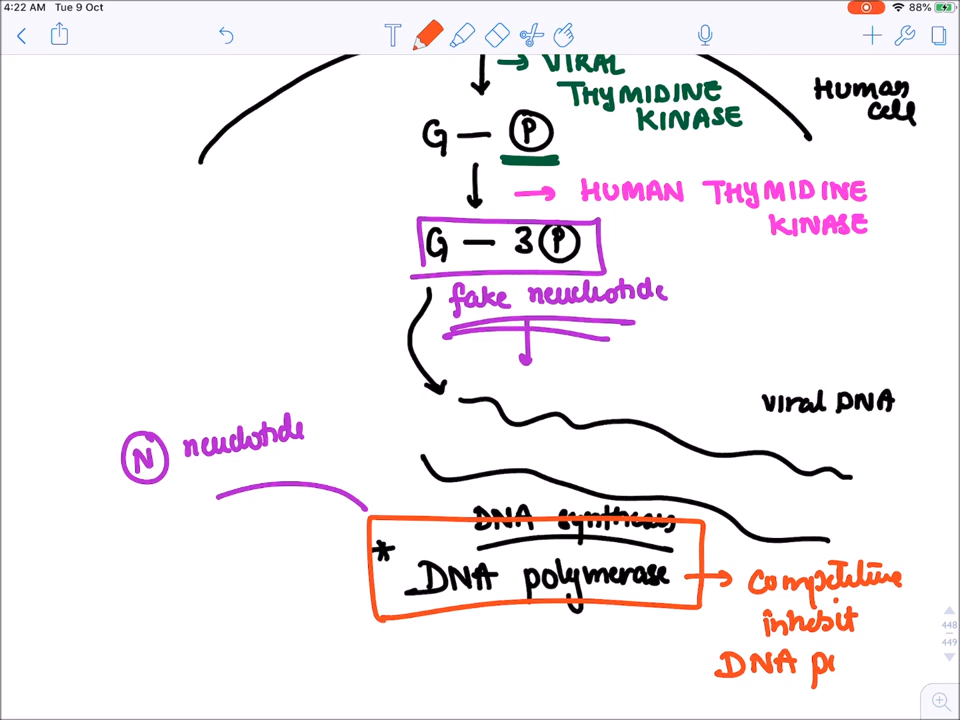 4:22 AM Tue 9 Oct
88%
T
→ VIRAL
THYMIDINE
KINASE
Human
cell
G — P
→ HUMAN THYMIDINE
KINASE
G — 3 P
fake neucleotide
viral DNA
N neucleotide
DNA synthesis
* DNA polymerase → Competitive
inhibit
DNA po
448
449